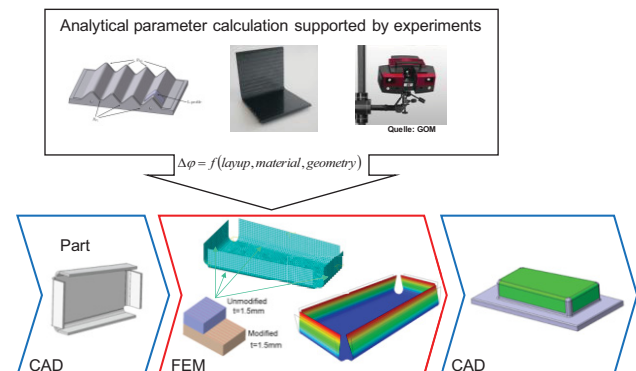 Analytical parameter calculation supported by experiments
Quelle: GOM
Δφ = f(layup, material, geometry)
Part
Unmodified
t=1.5mm
Modified
t=1.5mm
CAD
FEM
CAD